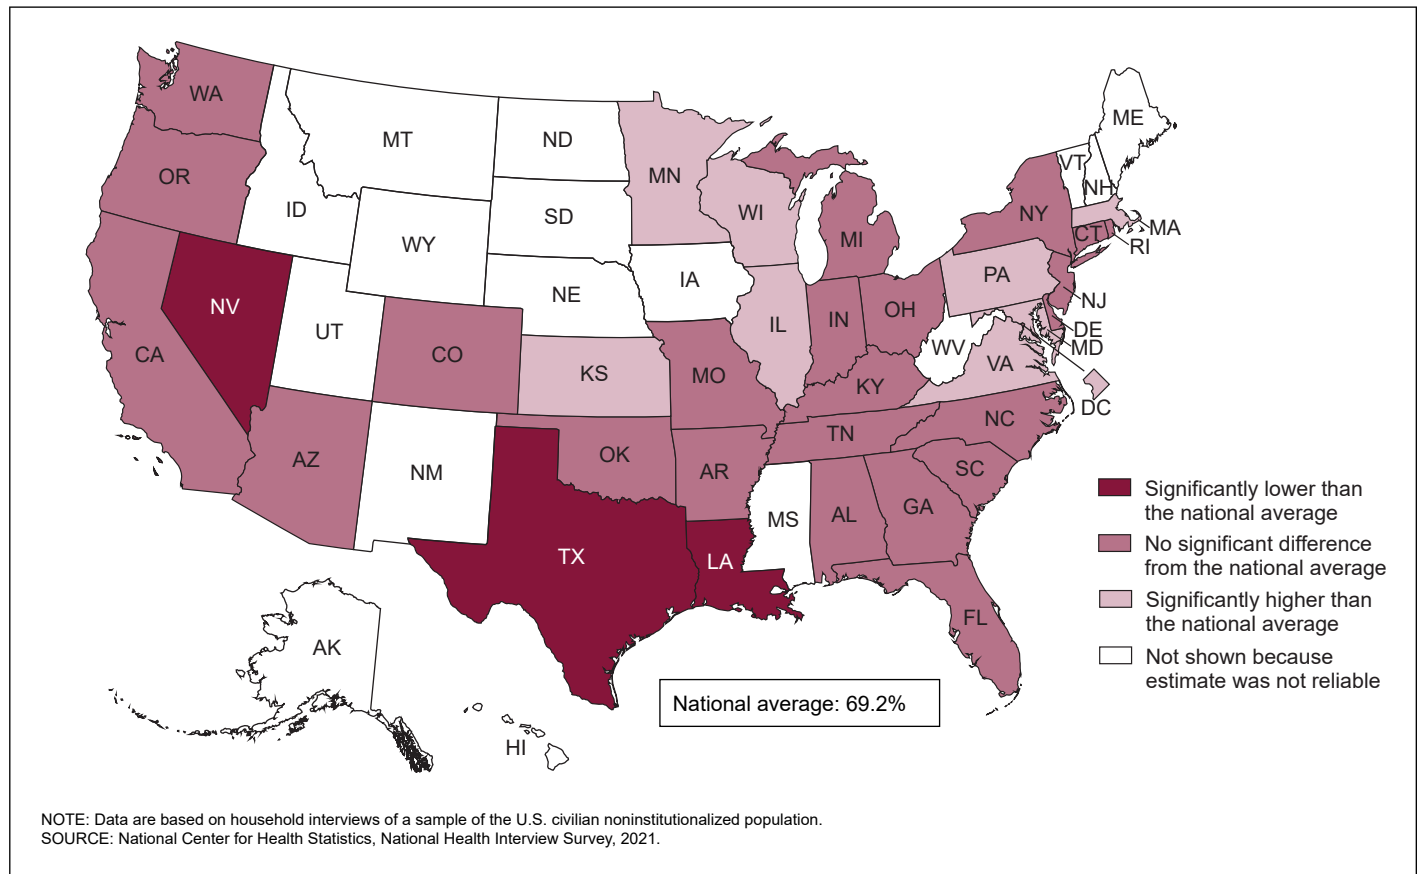 WA
MT
ND
MN
ME
VT
NH
OR
ID
SD
WI
NY
MA
WY
MI
CT
RI
NV
UT
NE
IA
PA
NJ
CA
CO
IL
IN
OH
DE
MD
WV
VA
KS
MO
KY
DC
AZ
NM
OK
AR
TN
NC
SC
TX
LA
MS
AL
GA
FL
AK
HI
Significantly lower than
the national average
No significant difference
from the national average
Significantly higher than
the national average
Not shown because
estimate was not reliable
National average: 69.2%
NOTE: Data are based on household interviews of a sample of the U.S. civilian noninstitutionalized population.
SOURCE: National Center for Health Statistics, National Health Interview Survey, 2021.